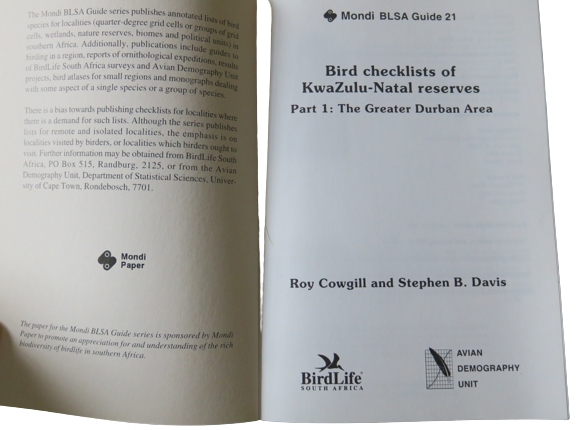 The Mondi BLSA Guide series publishes annotated lists of bird
species for localities (quarter-degree grid cells or groups of grid
cells, wetlands, nature reserves, biomes and political units) in
southern Africa. Additionally, publications include guides to
birding in a region, reports of ornithological expeditions, results
of BirdLife South Africa surveys and Avian Demography Unit
projects, bird atlases for small regions and monographs dealing
with some aspect of a single species or a group of species.
There is a bias towards publishing checklists for localities where
there is a demand for such lists. Although the series publishes
lists for remote and isolated localities, the emphasis is on
localities visited by birders, or localities which birders ought to
visit. Further information may be obtained from BirdLife South
Africa, PO Box 515, Randburg, 2125, or from the Avian
Demography Unit, Department of Statistical Sciences, Univer-
sity of Cape Town, Rondebosch, 7701.
Mondi
Paper
The paper for the Mondi BLSA Guide series is sponsored by Mondi
Paper to promote an appreciation for and understanding of the rich
biodiversity of birdlife in southern Africa.
Mondi BLSA Guide 21
Bird checklists of
KwaZulu-Natal reserves
Part 1: The Greater Durban Area
Roy Cowgill and Stephen B. Davis
BirdLife
SOUTH AFRICA
AVIAN
DEMOGRAPHY
UNIT